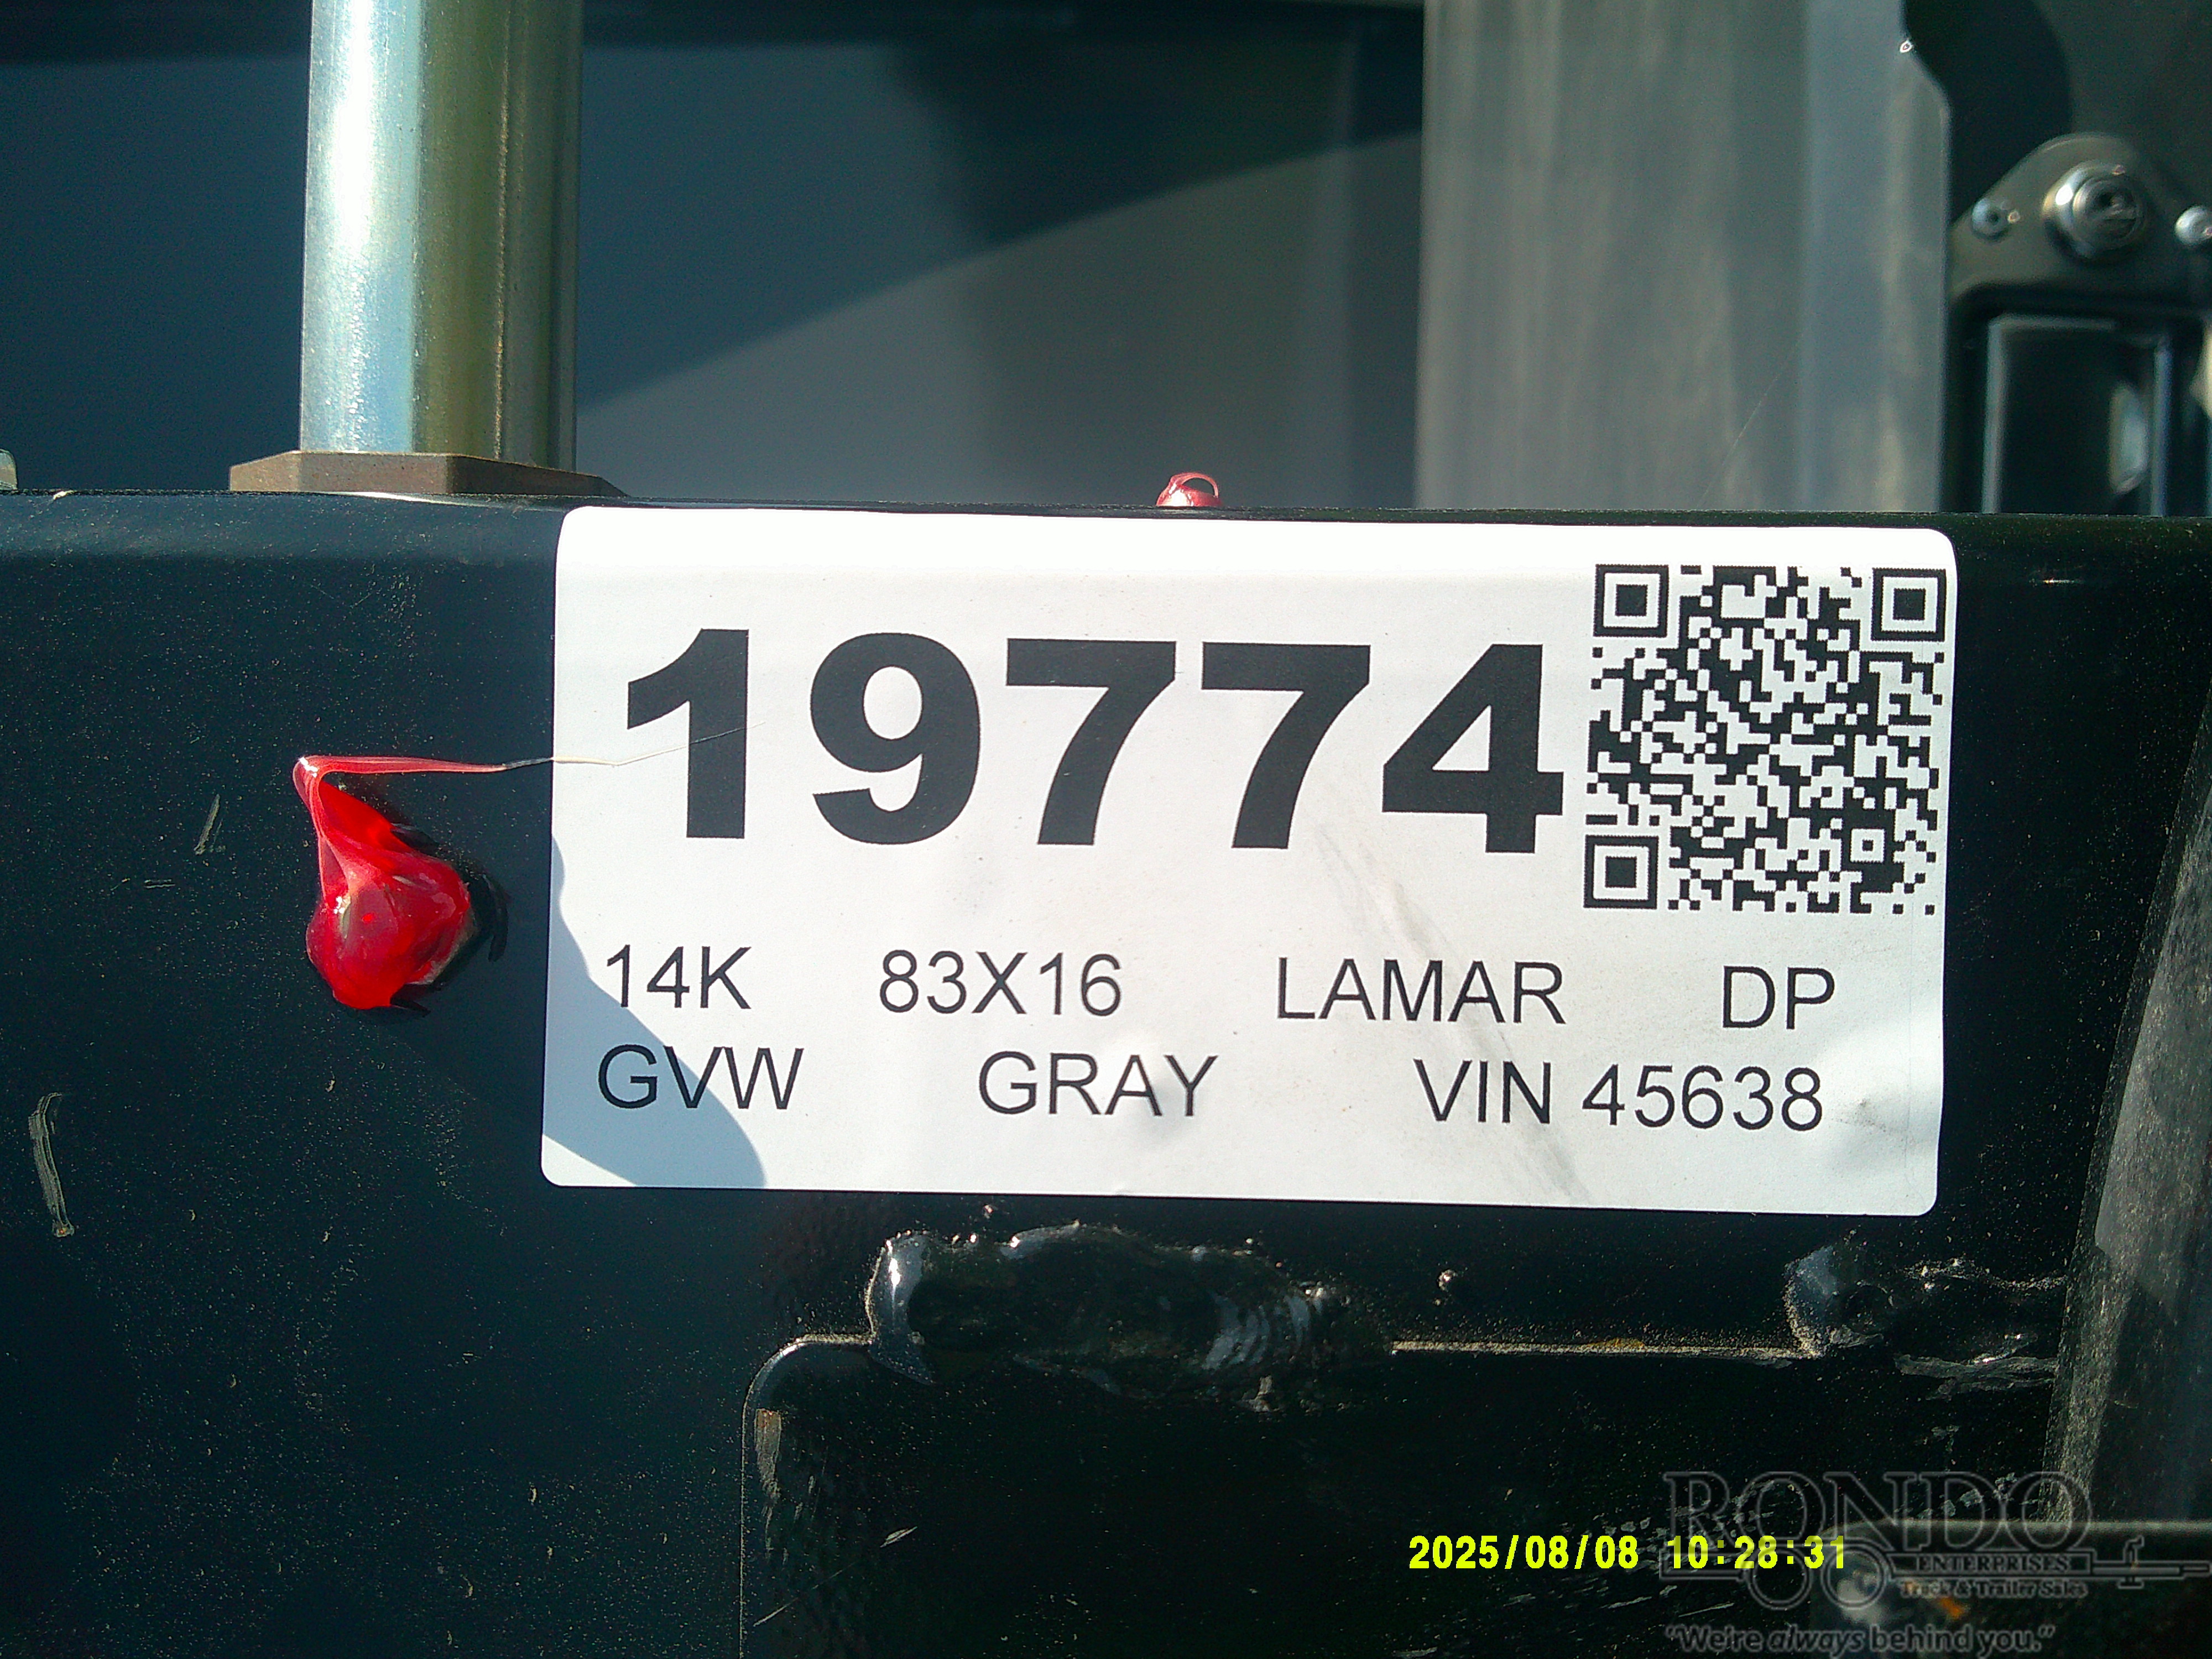 19774
14K 83X16 LAMAR DP
GVW GRAY VIN 45638
2025/08/08 10:28:31
RONDO
ENTERPRISES
Truck & Trailer Sales
"We're always behind you."